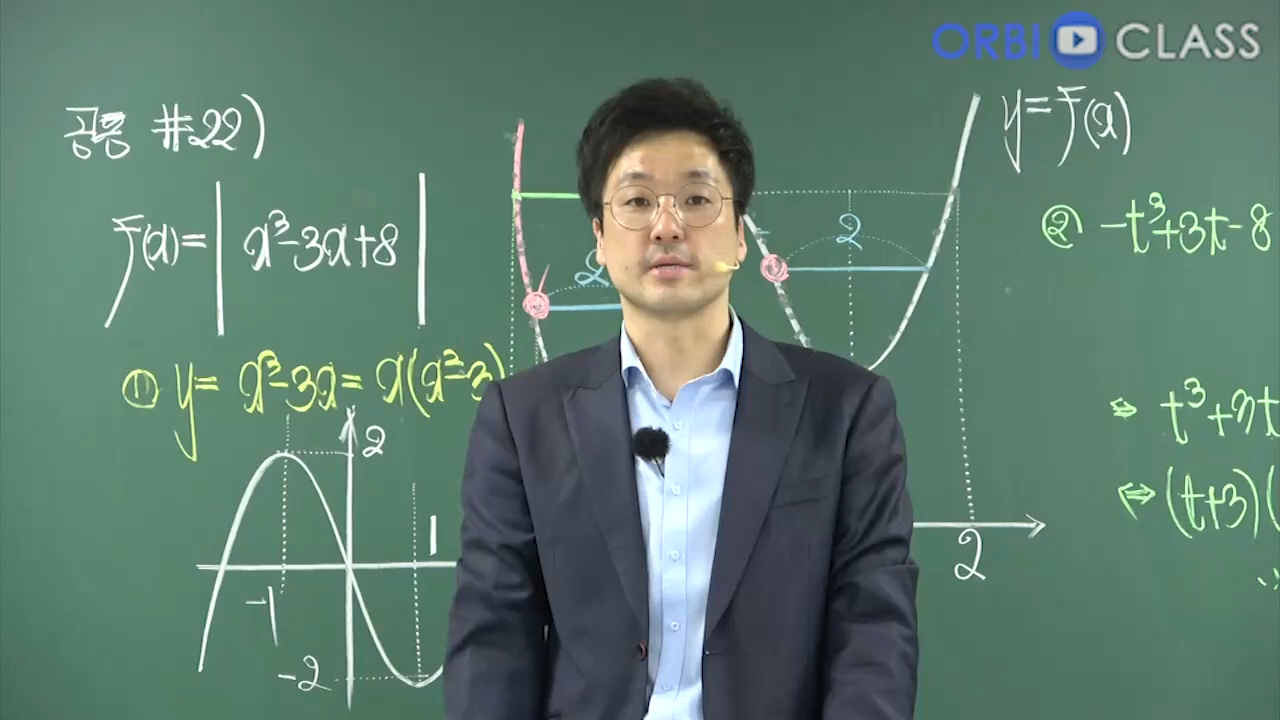 ORBI CLASS
공통 #22)
f(x)= | x³-3x+8 |
① y= x³-3x= x(x²-3)
2
-1
1
-2
y=f(x)
2
2
2
② -t³+3t-8
⇒ t³+3t
⇔ (t+3)(
∴